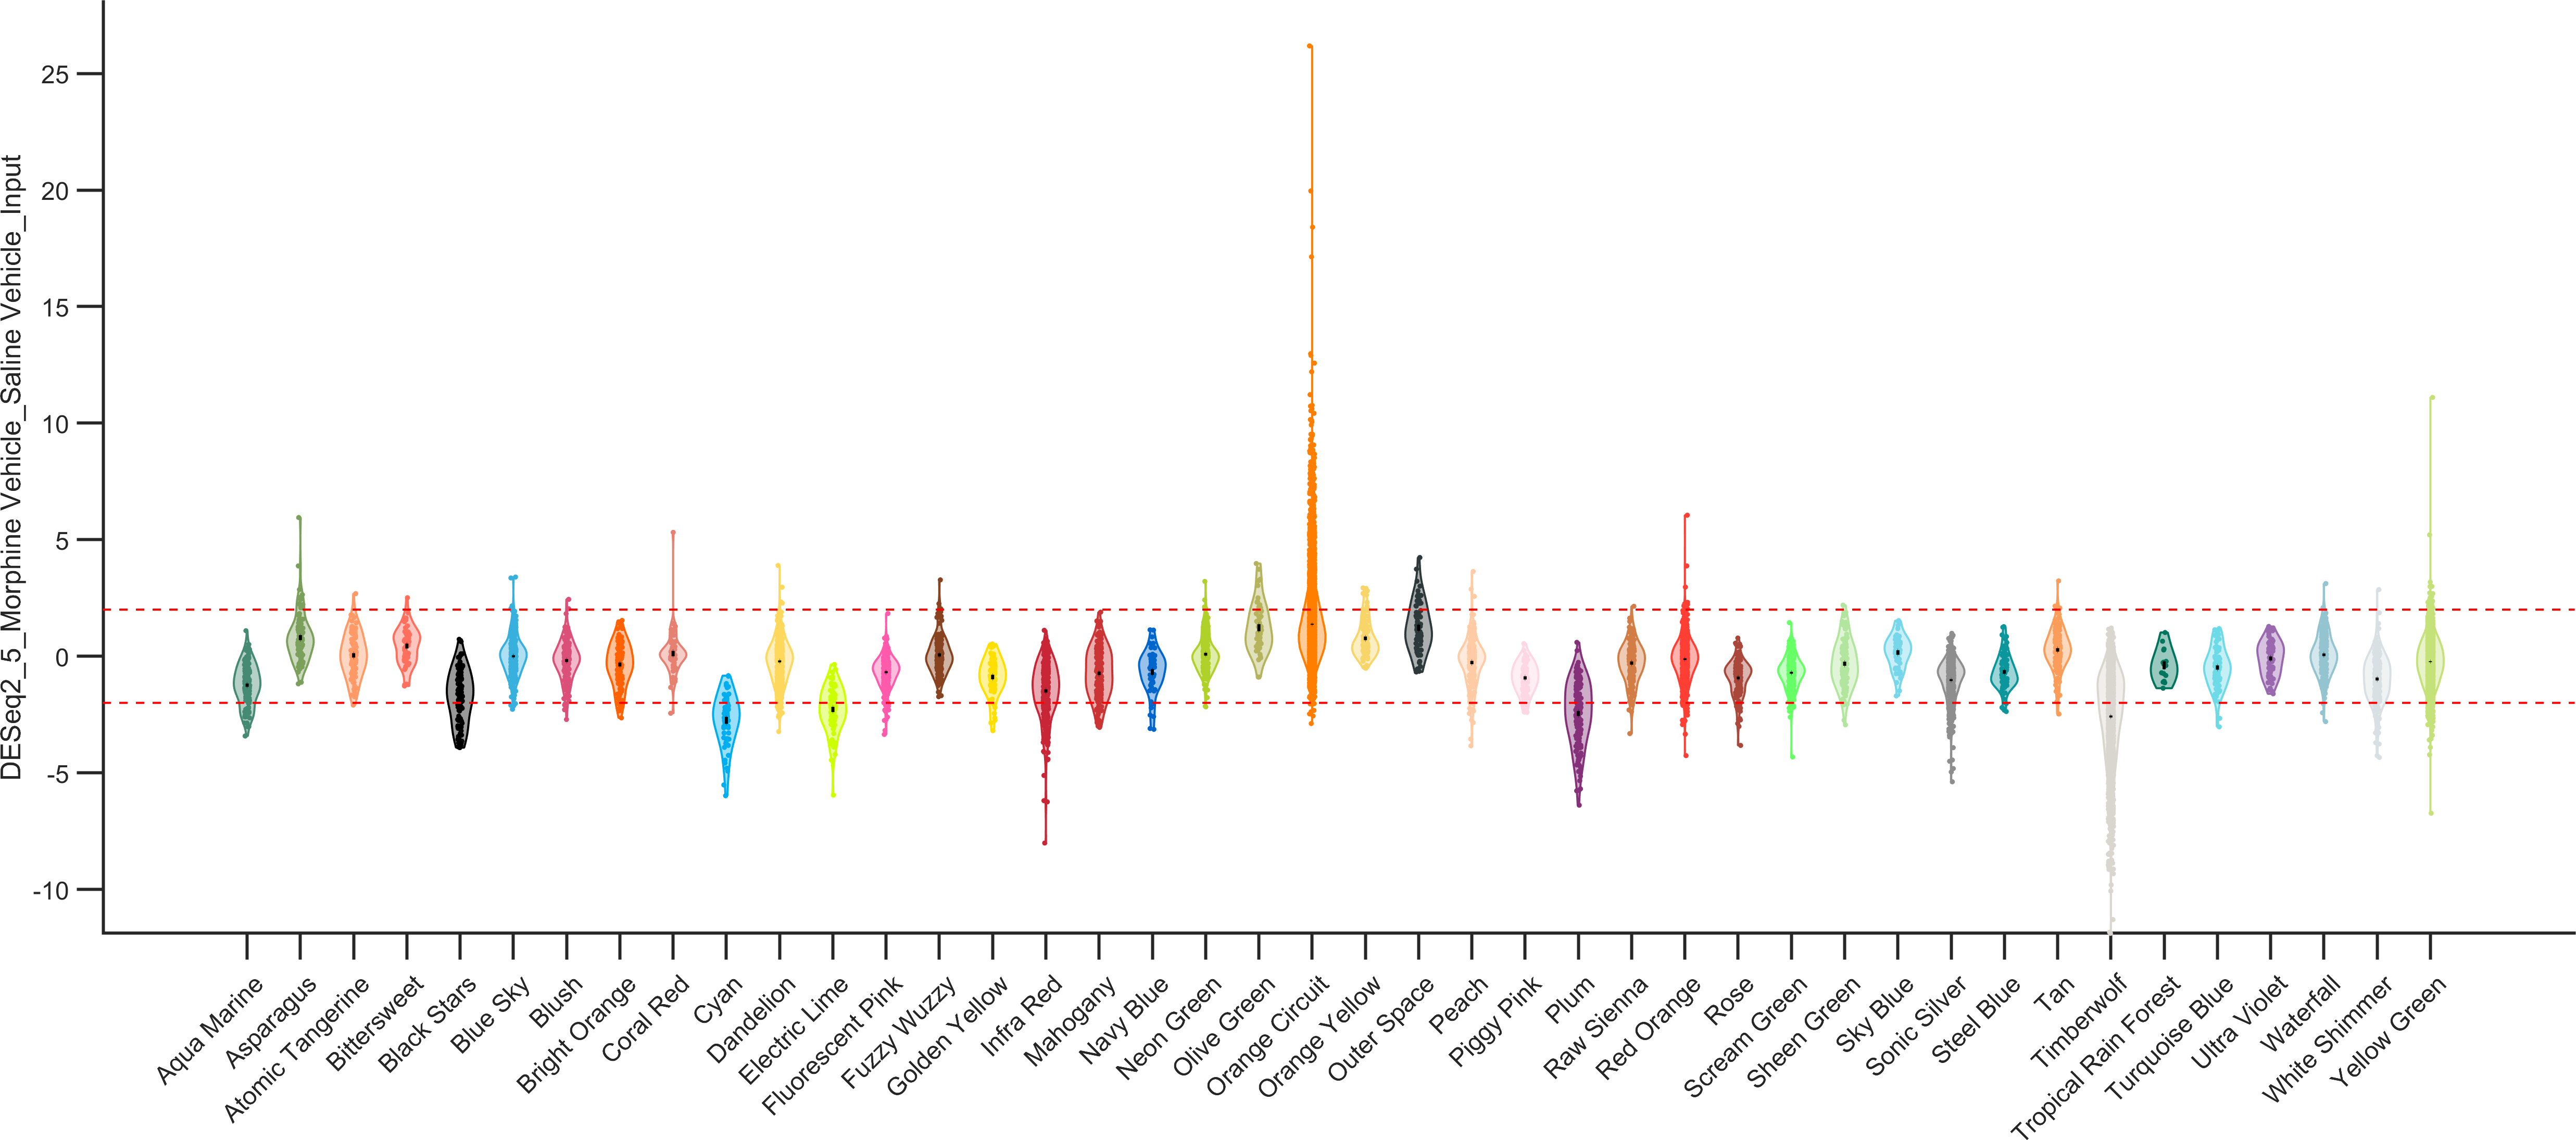 DESeq2_5_Morphine Vehicle_Saline Vehicle_Input
25
20
15
10
5
0
-5
-10
Aqua Marine
Asparagus
Atomic Tangerine
Bittersweet
Black Stars
Blue Sky
Blush
Bright Orange
Coral Red
Cyan
Dandelion
Electric Lime
Fluorescent Pink
Fuzzy Wuzzy
Golden Yellow
Infra Red
Mahogany
Navy Blue
Neon Green
Olive Green
Orange Circuit
Orange Yellow
Outer Space
Peach
Piggy Pink
Plum
Raw Sienna
Red Orange
Rose
Scream Green
Sheen Green
Sky Blue
Sonic Silver
Steel Blue
Tan
Timberwolf
Tropical Rain Forest
Turquoise Blue
Ultra Violet
Waterfall
White Shimmer
Yellow Green